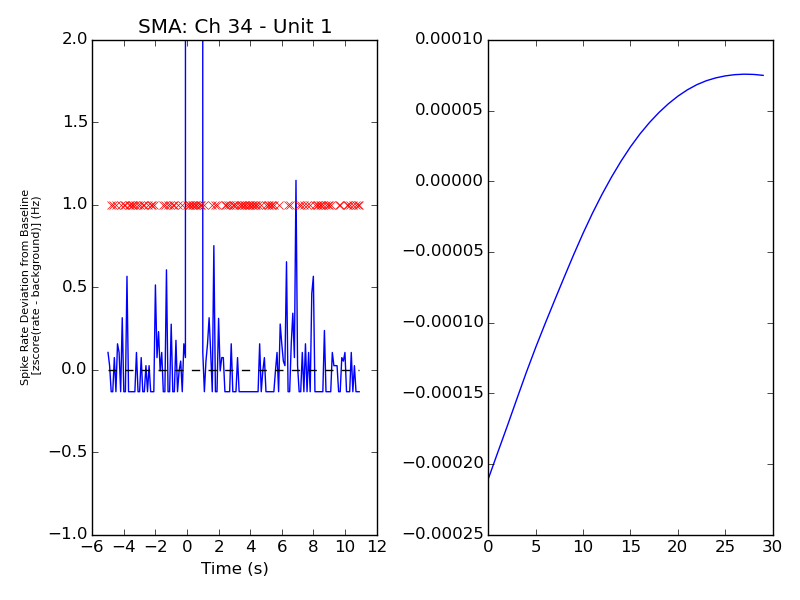 SMA: Ch 34 - Unit 1
Spike Rate Deviation from Baseline
[zscore(rate - background)] (Hz)
2.0
1.5
1.0
0.5
0.0
−0.5
−1.0
−6 −4 −2 0 2 4 6 8 10 12
Time (s)
0.00010
0.00005
0.00000
−0.00005
−0.00010
−0.00015
−0.00020
−0.00025
0 5 10 15 20 25 30